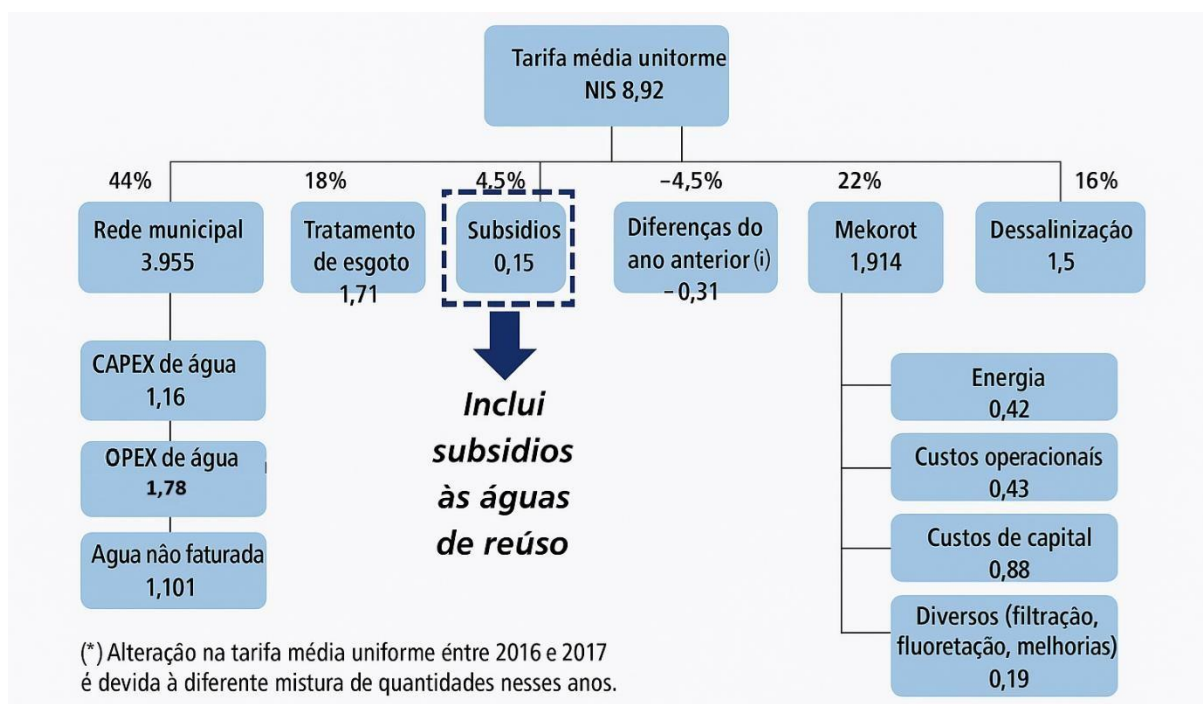 Tarifa média unitorme
NIS 8,92
44%
18%
4,5%
−4,5%
22%
16%
Rede municipal
3.955
Tratamento
de esgoto
1,71
Subsidios
0,15
Diferenças do
ano anterior (i)
– 0,31
Mekorot
1,914
Dessalinização
1,5
CAPEX de água
1,16
OPEX de água
1,78
Agua não faturada
1,101
Inclui
subsidios
às águas
de reúso
Energia
0,42
Custos operacionaís
0,43
Custos de capital
0,88
Diversos (filtração,
fluoretação, melhorias)
0,19
(*) Alteração na tarifa média uniforme éntre 2016 e 2017
é devida à diferente mistura de quantidades nesses anos.